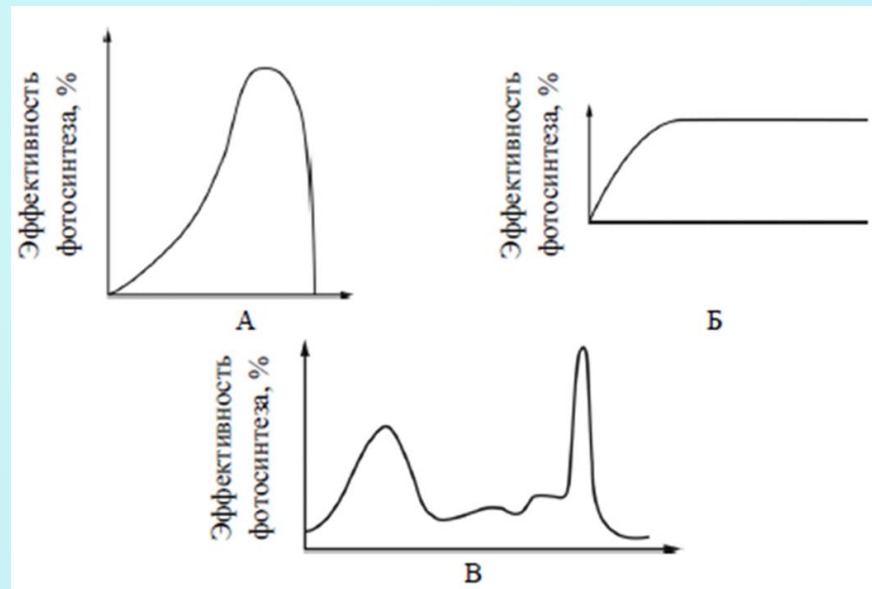 Эффективность
фотосинтеза, %
А
Эффективность
фотосинтеза, %
Б
Эффективность
фотосинтеза, %
В